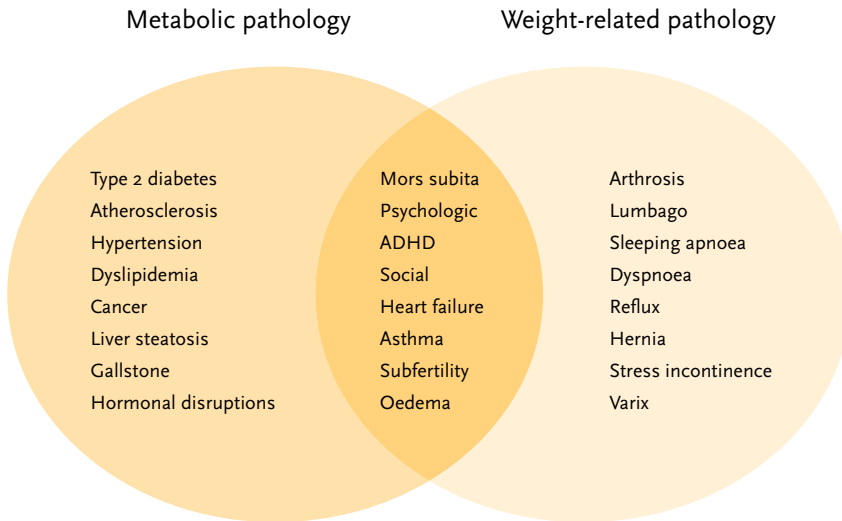 Metabolic pathology
Weight-related pathology
Type 2 diabetes
Atherosclerosis
Hypertension
Dyslipidemia
Cancer
Liver steatosis
Gallstone
Hormonal disruptions
Mors subita
Psychologic
ADHD
Social
Heart failure
Asthma
Subfertility
Oedema
Arthrosis
Lumbago
Sleeping apnoea
Dyspnoea
Reflux
Hernia
Stress incontinence
Varix